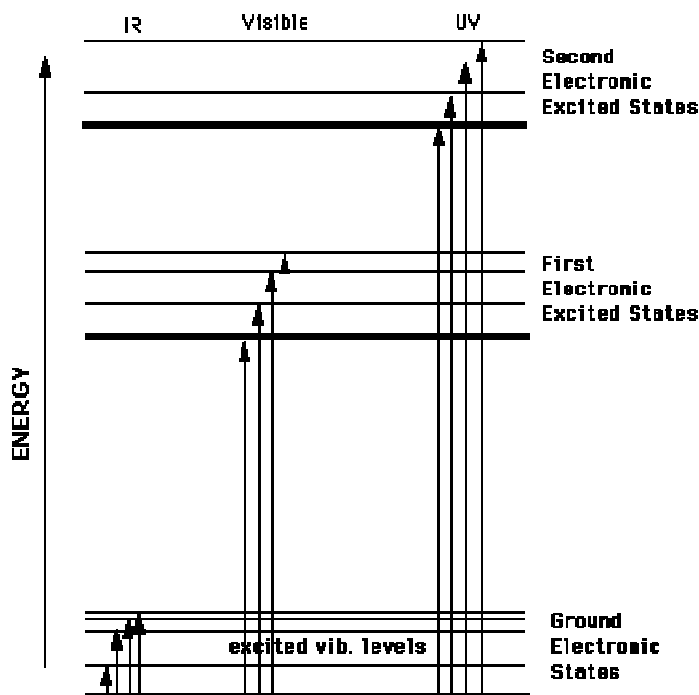 IR Visible UV
Second
Electronic
Excited States
First
Electronic
Excited States
ENERGY
Ground
excited vib. levels Electronic
States